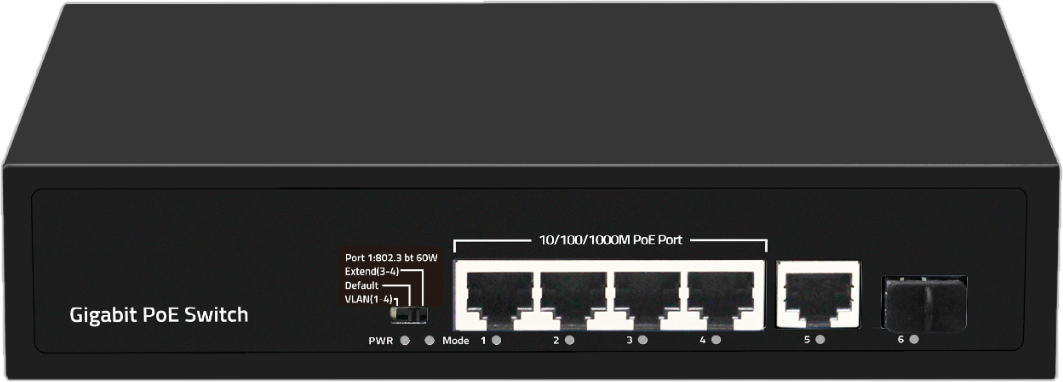 10/100/1000M PoE Port
Port 1:802.3 bt 60W
Extend(3-4)
Default
VLAN(1-4)
Gigabit PoE Switch
PWR Mode 1 2 3 4 5 6